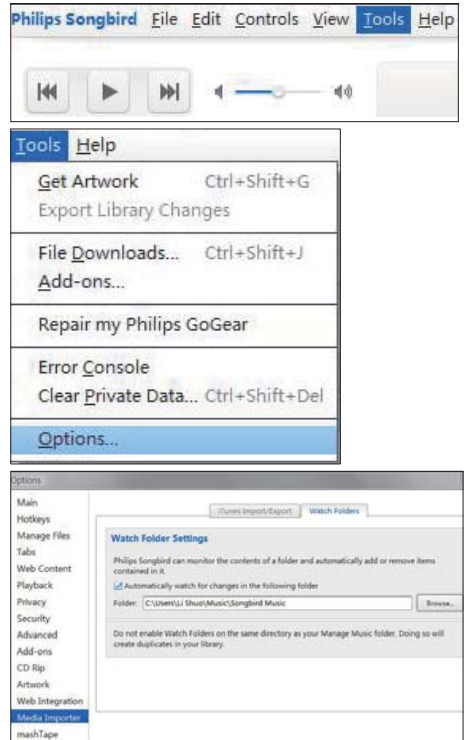 Philips Songbird File Edit Controls View Tools Help
Tools Help
Get Artwork Ctrl+Shift+G
Export Library Changes
File Downloads... Ctrl+Shift+J
Add-ons...
Repair my Philips GoGear
Error Console
Clear Private Data... Ctrl+Shift+Del
Options...
Options
Main
Hotkeys
Manage Files
Tabs
Web Content
Playback
Privacy
Security
Advanced
Add-ons
CD Rip
Artwork
Web Integration
Media Importer
mashTape
iTunes Import/Export Watch Folders
Watch Folder Settings
Philips Songbird can monitor the contents of a folder and automatically add or remove items
contained in it.
Automatically watch for changes in the following folder
Folder: C:\Users\Li Shuo\Music\Songbird Music Browse...
Do not enable Watch Folders on the same directory as your Manage Music folder. Doing so will
create duplicates in your library.